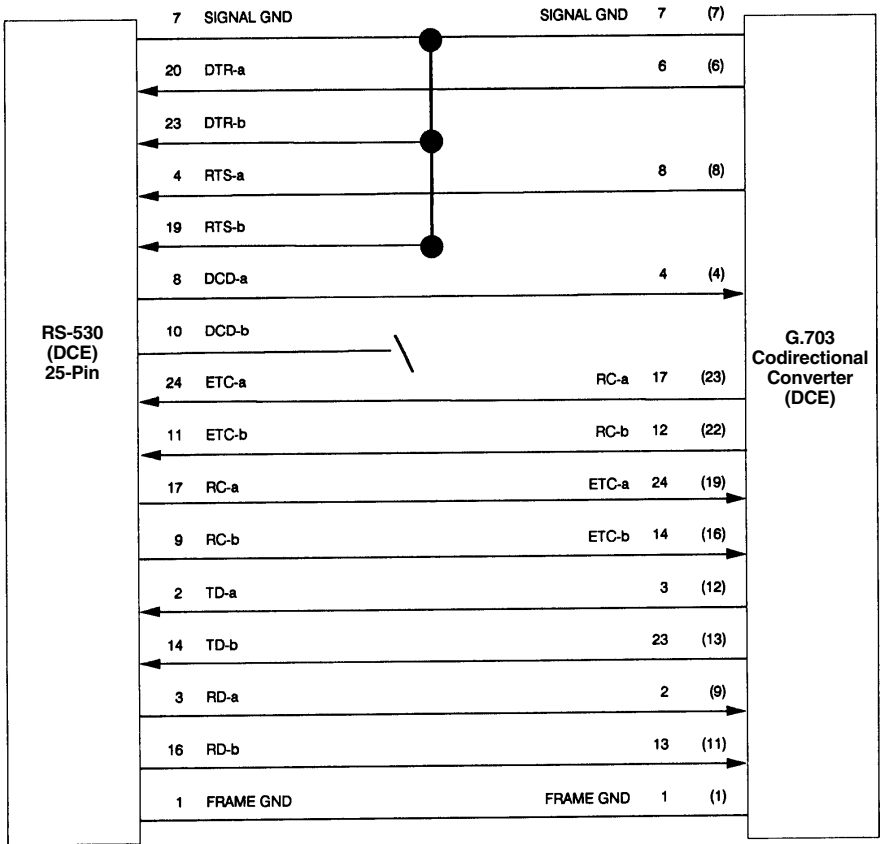 7 SIGNAL GND SIGNAL GND 7 (7)
20 DTR-a 6 (6)
23 DTR-b
4 RTS-a 8 (8)
19 RTS-b
8 DCD-a 4 (4)
10 DCD-b
24 ETC-a RC-a 17 (23)
11 ETC-b RC-b 12 (22)
17 RC-a ETC-a 24 (19)
9 RC-b ETC-b 14 (16)
2 TD-a 3 (12)
14 TD-b 23 (13)
3 RD-a 2 (9)
16 RD-b 13 (11)
1 FRAME GND FRAME GND 1 (1)
RS-530
(DCE)
25-Pin
G.703
Codirectional
Converter
(DCE)